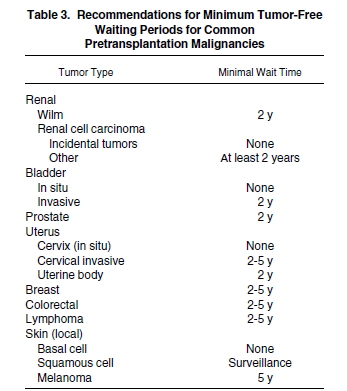 Table 3. Recommendations for Minimum Tumor-Free
Waiting Periods for Common
Pretransplantation Malignancies
Tumor Type Minimal Wait Time
Renal
Wilm 2 y
Renal cell carcinoma
Incidental tumors None
Other At least 2 years
Bladder
In situ None
Invasive 2 y
Prostate 2 y
Uterus
Cervix (in situ) None
Cervical invasive 2-5 y
Uterine body 2 y
Breast 2-5 y
Colorectal 2-5 y
Lymphoma 2-5 y
Skin (local)
Basal cell None
Squamous cell Surveillance
Melanoma 5 y